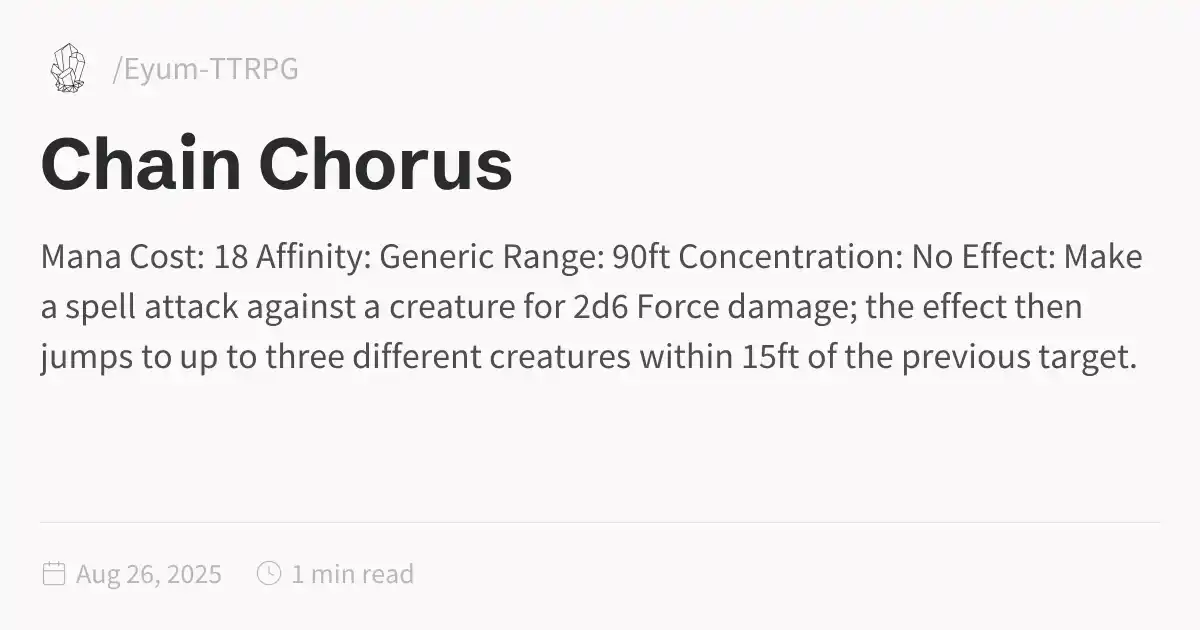 /Eyum-TTRPG
Chain Chorus
Mana Cost: 18 Affinity: Generic Range: 90ft Concentration: No Effect: Make
a spell attack against a creature for 2d6 Force damage; the effect then
jumps to up to three different creatures within 15ft of the previous target.
Aug 26, 2025 1 min read